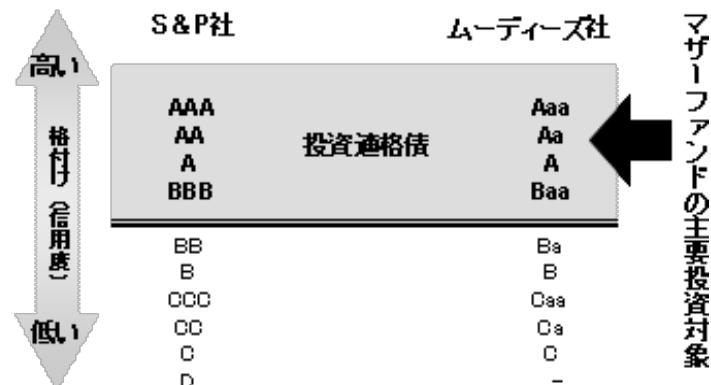 S&P社 ムーディーズ社
高い
格付け（信用度）
低い
AAA Aaa
AA 投資適格債 Aa
A A
BBB Baa
BB Ba
B B
CCC Caa
CC Ca
C C
D -
マザーファンドの主要投資対象